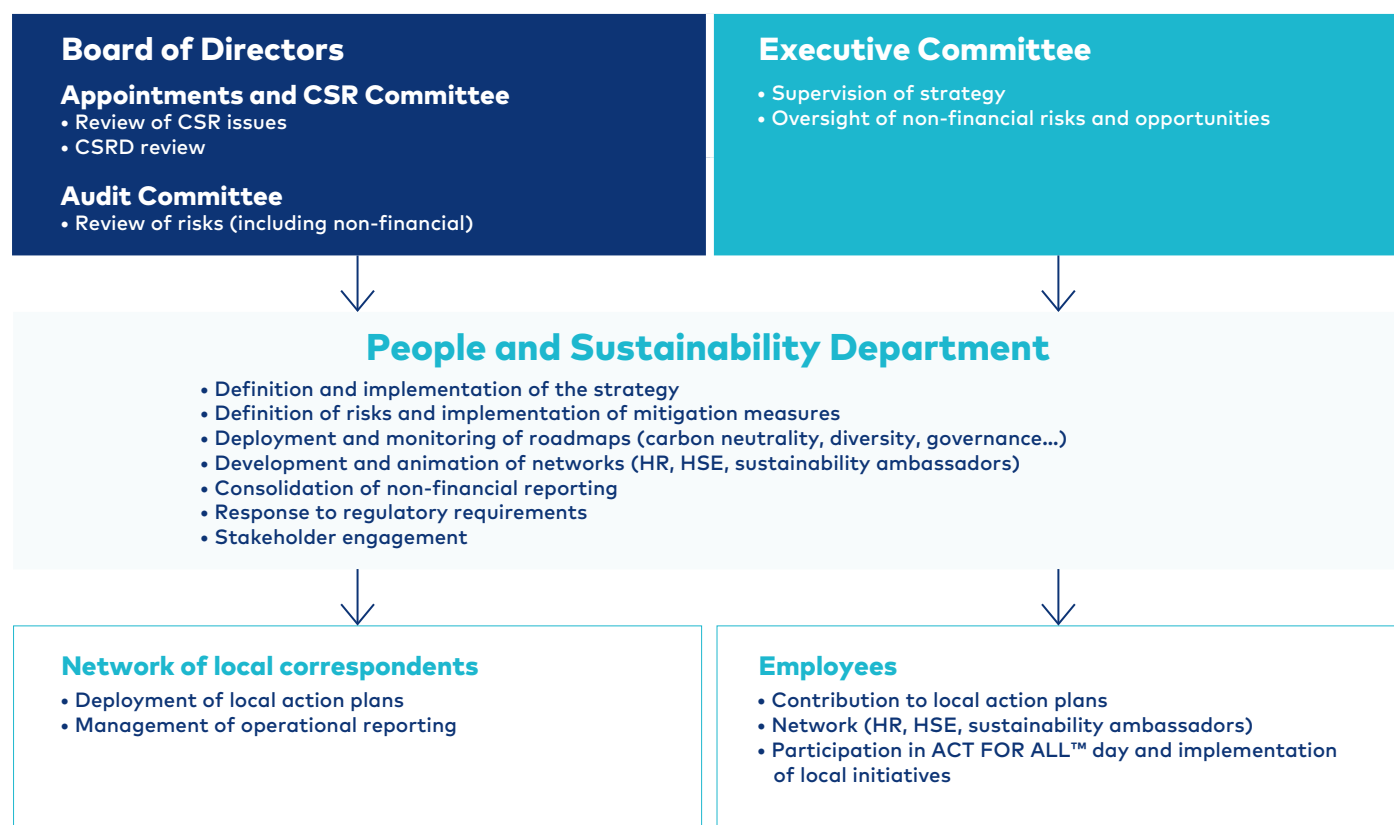 Board of Directors
Appointments and CSR Committee
• Review of CSR issues
• CSRD review
Audit Committee
• Review of risks (including non-financial)
Executive Committee
• Supervision of strategy
• Oversight of non-financial risks and opportunities
People and Sustainability Department
• Definition and implementation of the strategy
• Definition of risks and implementation of mitigation measures
• Deployment and monitoring of roadmaps (carbon neutrality, diversity, governance...)
• Development and animation of networks (HR, HSE, sustainability ambassadors)
• Consolidation of non-financial reporting
• Response to regulatory requirements
• Stakeholder engagement
Network of local correspondents
• Deployment of local action plans
• Management of operational reporting
Employees
• Contribution to local action plans
• Network (HR, HSE, sustainability ambassadors)
• Participation in ACT FOR ALL™ day and implementation
of local initiatives